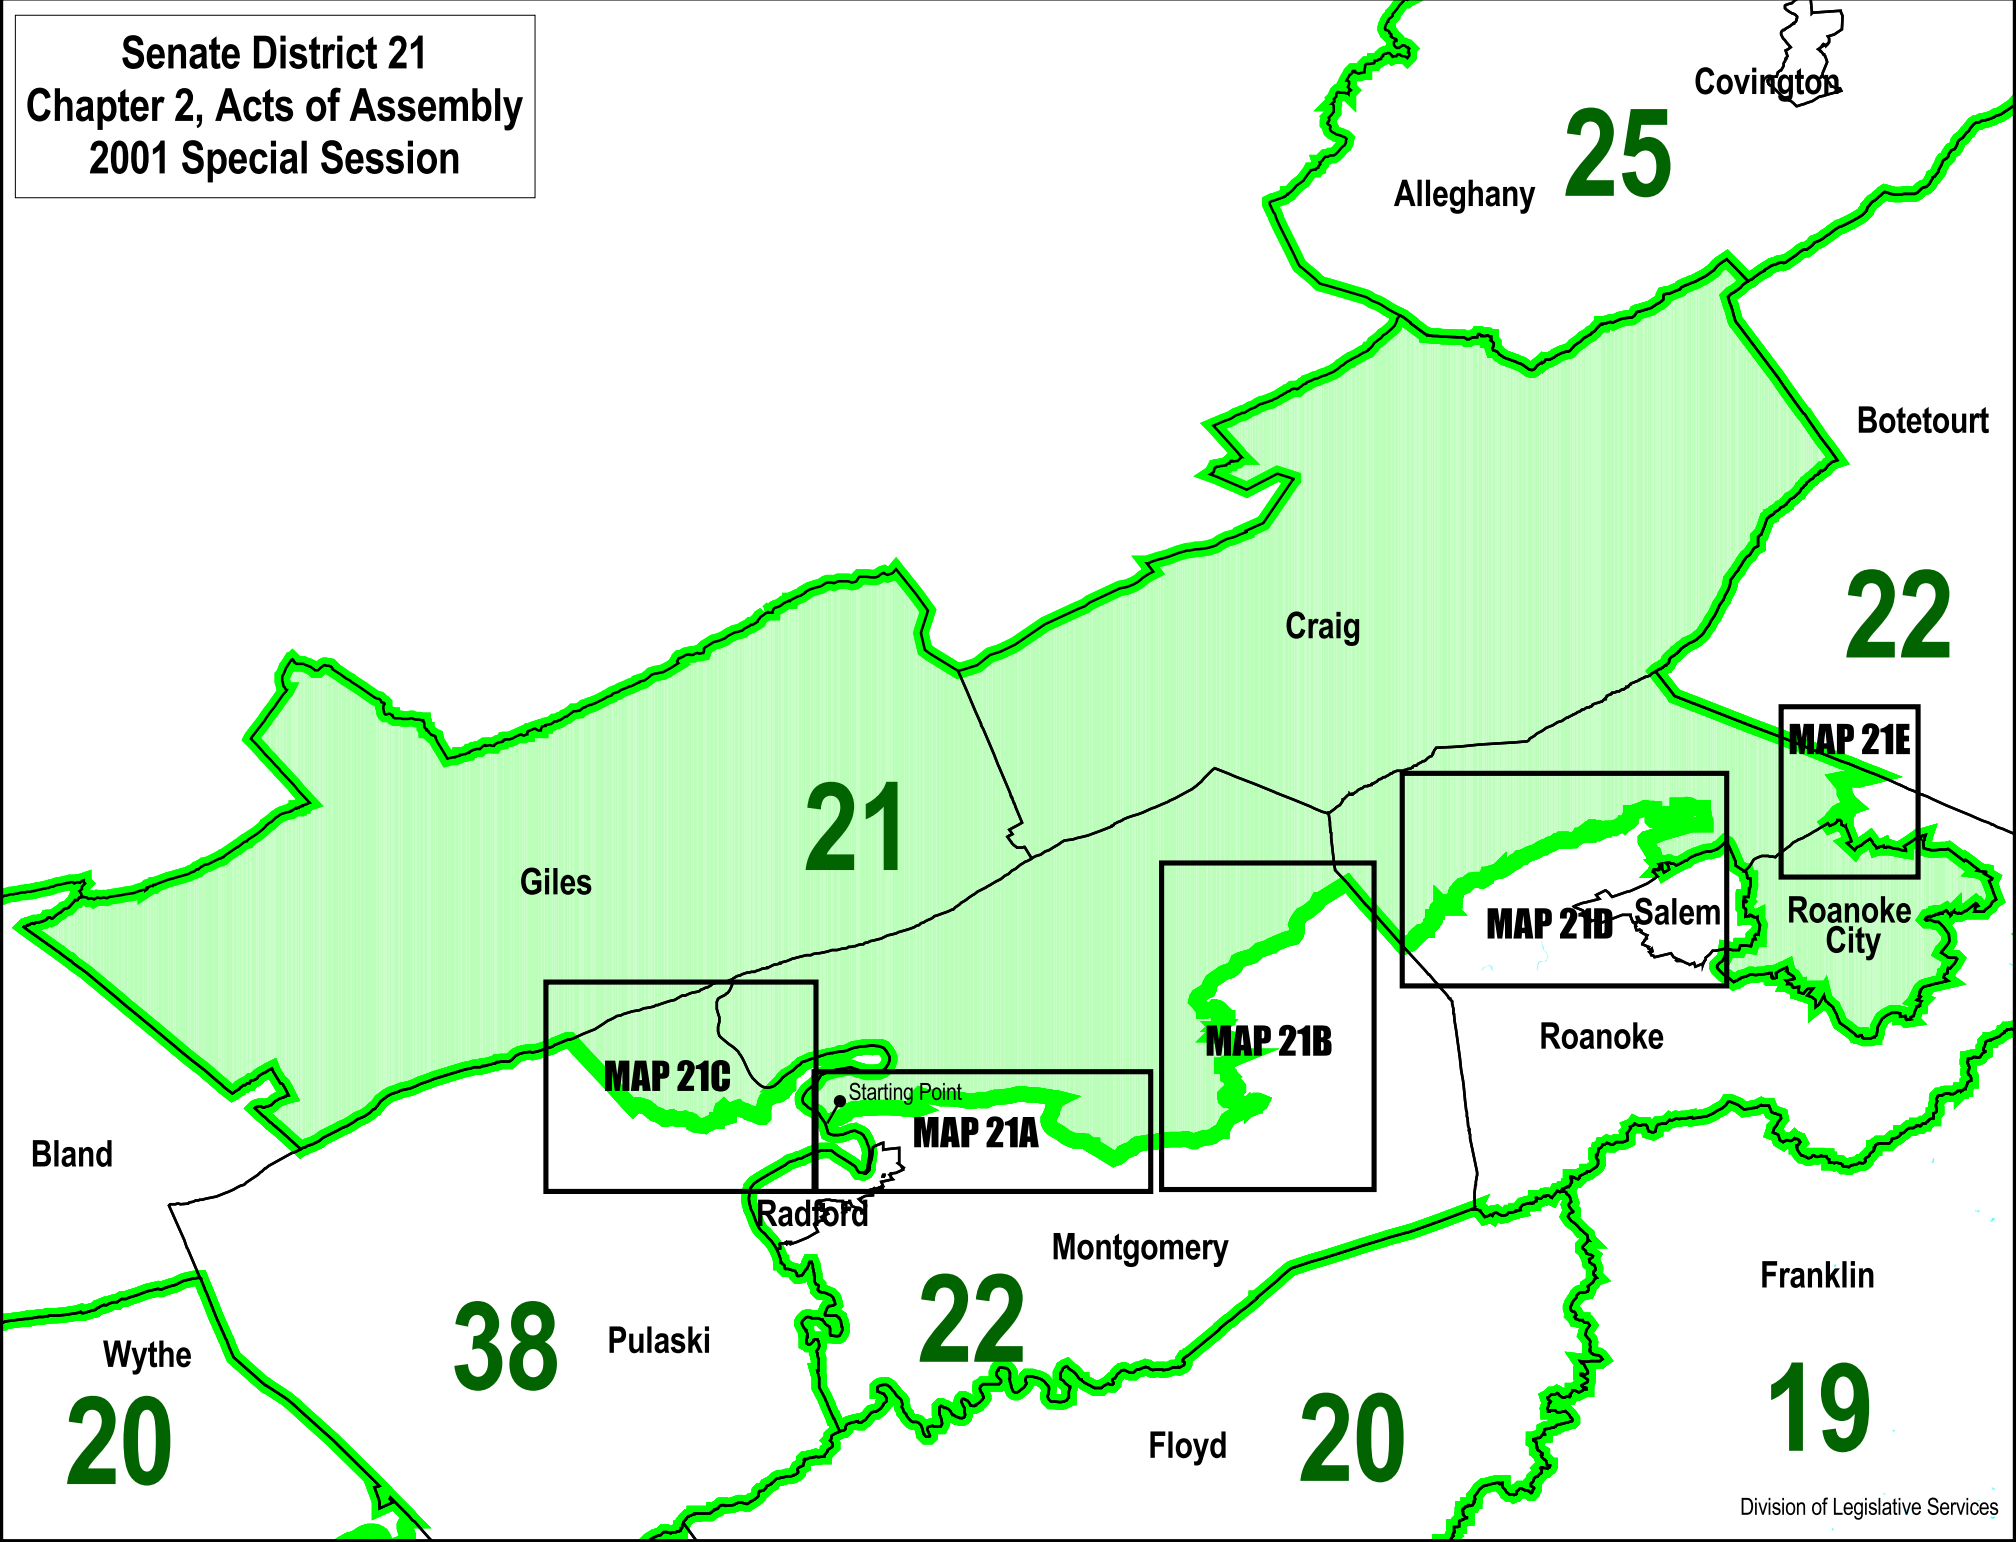 Senate District 21
Chapter 2, Acts of Assembly
2001 Special Session
Covington
25
Alleghany
Botetourt
22
Craig
MAP 21E
21
Giles
MAP 21D
Salem
Roanoke
City
MAP 21B
Roanoke
MAP 21C
Starting Point
MAP 21A
Bland
Radford
Montgomery
Franklin
22
38
Pulaski
Wythe
20
19
Floyd
20
Division of Legislative Services